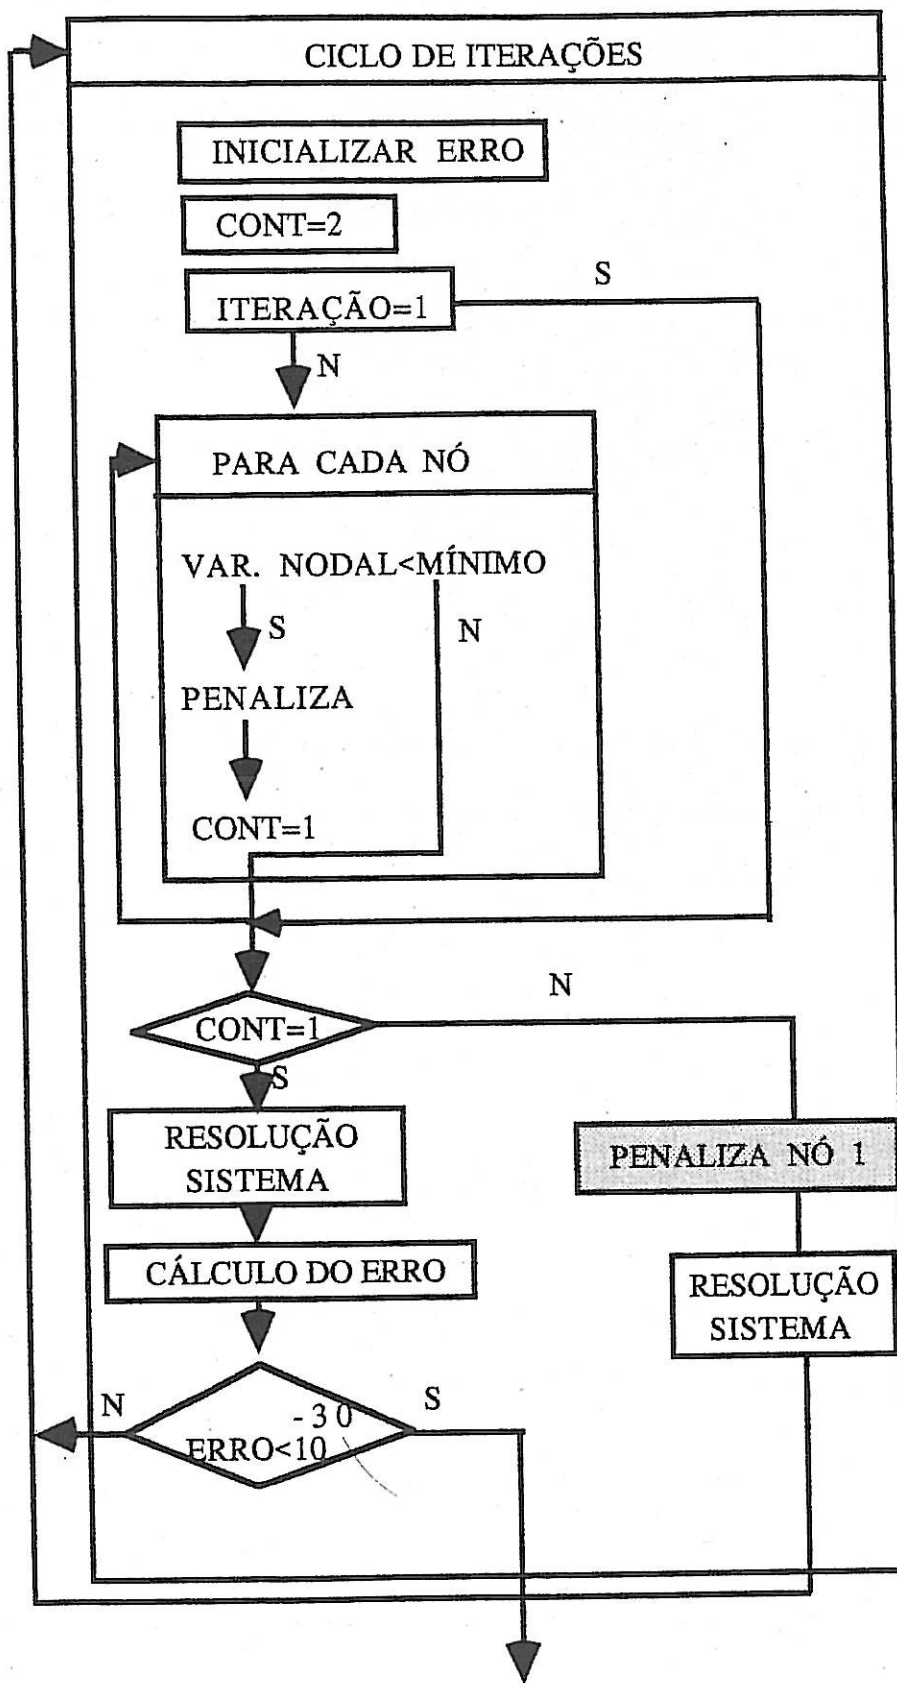 CICLO DE ITERAÇÕES
INICIALIZAR ERRO
CONT=2
S
ITERAÇÃO=1
N
PARA CADA NÓ
VAR. NODAL<MÍNIMO
S
N
PENALIZA
CONT=1
N
CONT=1
S
RESOLUÇÃO
SISTEMA
PENALIZA NÓ 1
CÁLCULO DO ERRO
RESOLUÇÃO
SISTEMA
N
S
-30
ERRO<10